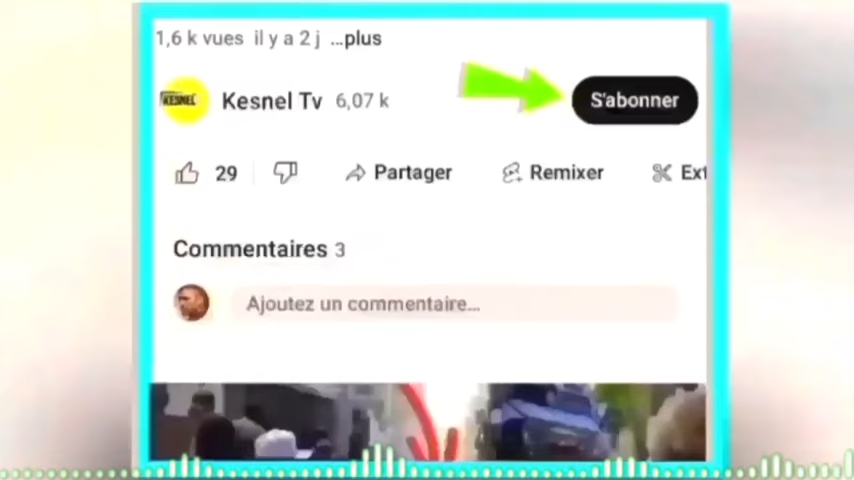 1,6 k vues il y a 2 j ...plus
KESNEL Kesnel Tv 6,07 k S'abonner
29 Partager Remixer Ext
Commentaires 3
Ajoutez un commentaire...